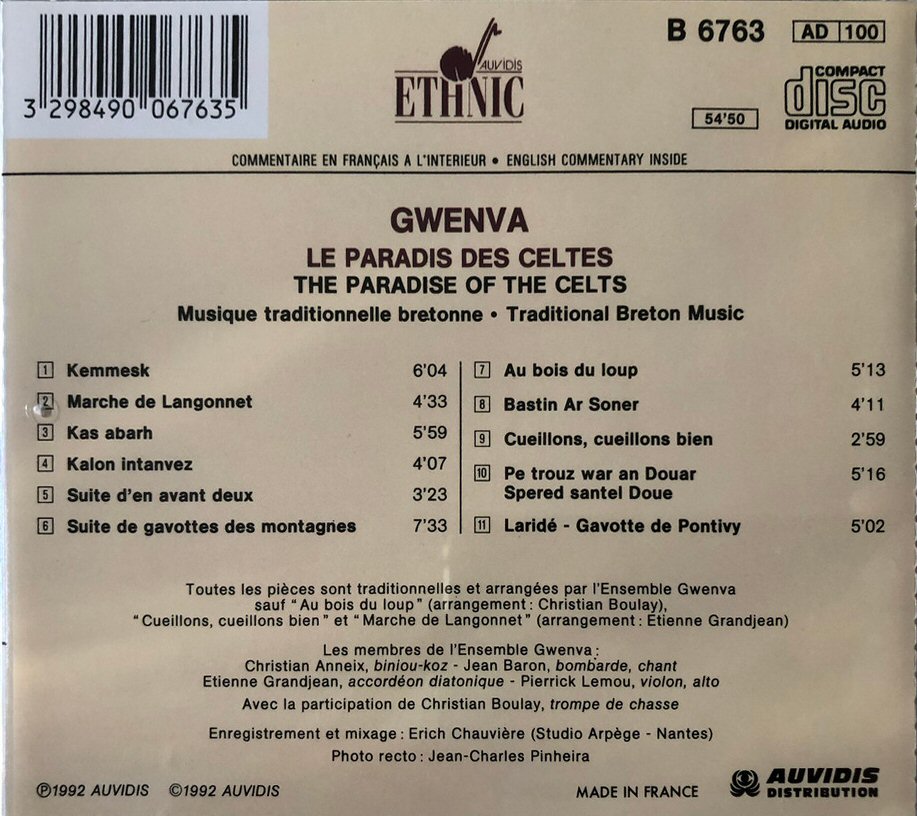 B 6763
AD 100
AUVIDIS
ETHNIC
COMPACT
disc
DIGITAL AUDIO
3 298490 067635
54'50
COMMENTAIRE EN FRANÇAIS A L'INTERIEUR • ENGLISH COMMENTARY INSIDE
GWENVA
LE PARADIS DES CELTES
THE PARADISE OF THE CELTS
Musique traditionnelle bretonne • Traditional Breton Music
1 Kemmesk 6'04
2 Marche de Langonnet 4'33
3 Kas abarh 5'59
4 Kalon intanvez 4'07
5 Suite d'en avant deux 3'23
6 Suite de gavottes des montagnes 7'33
7 Au bois du loup 5'13
8 Bastin Ar Soner 4'11
9 Cueillons, cueillons bien 2'59
10 Pe trouz war an Douar 5'16
Spered santel Doue
11 Laridé - Gavotte de Pontivy 5'02
Toutes les pièces sont traditionnelles et arrangées par l'Ensemble Gwenva
sauf "Au bois du loup" (arrangement : Christian Boulay),
"Cueillons, cueillons bien" et "Marche de Langonnet" (arrangement : Etienne Grandjean)
Les membres de l'Ensemble Gwenva :
Christian Anneix, biniou-koz - Jean Baron, bombarde, chant
Etienne Grandjean, accordéon diatonique - Pierrick Lemou, violon, alto
Avec la participation de Christian Boulay, trompe de chasse
Enregistrement et mixage : Erich Chauvière (Studio Arpège - Nantes)
Photo recto : Jean-Charles Pinheira
℗1992 AUVIDIS ©1992 AUVIDIS
MADE IN FRANCE
AUVIDIS
DISTRIBUTION